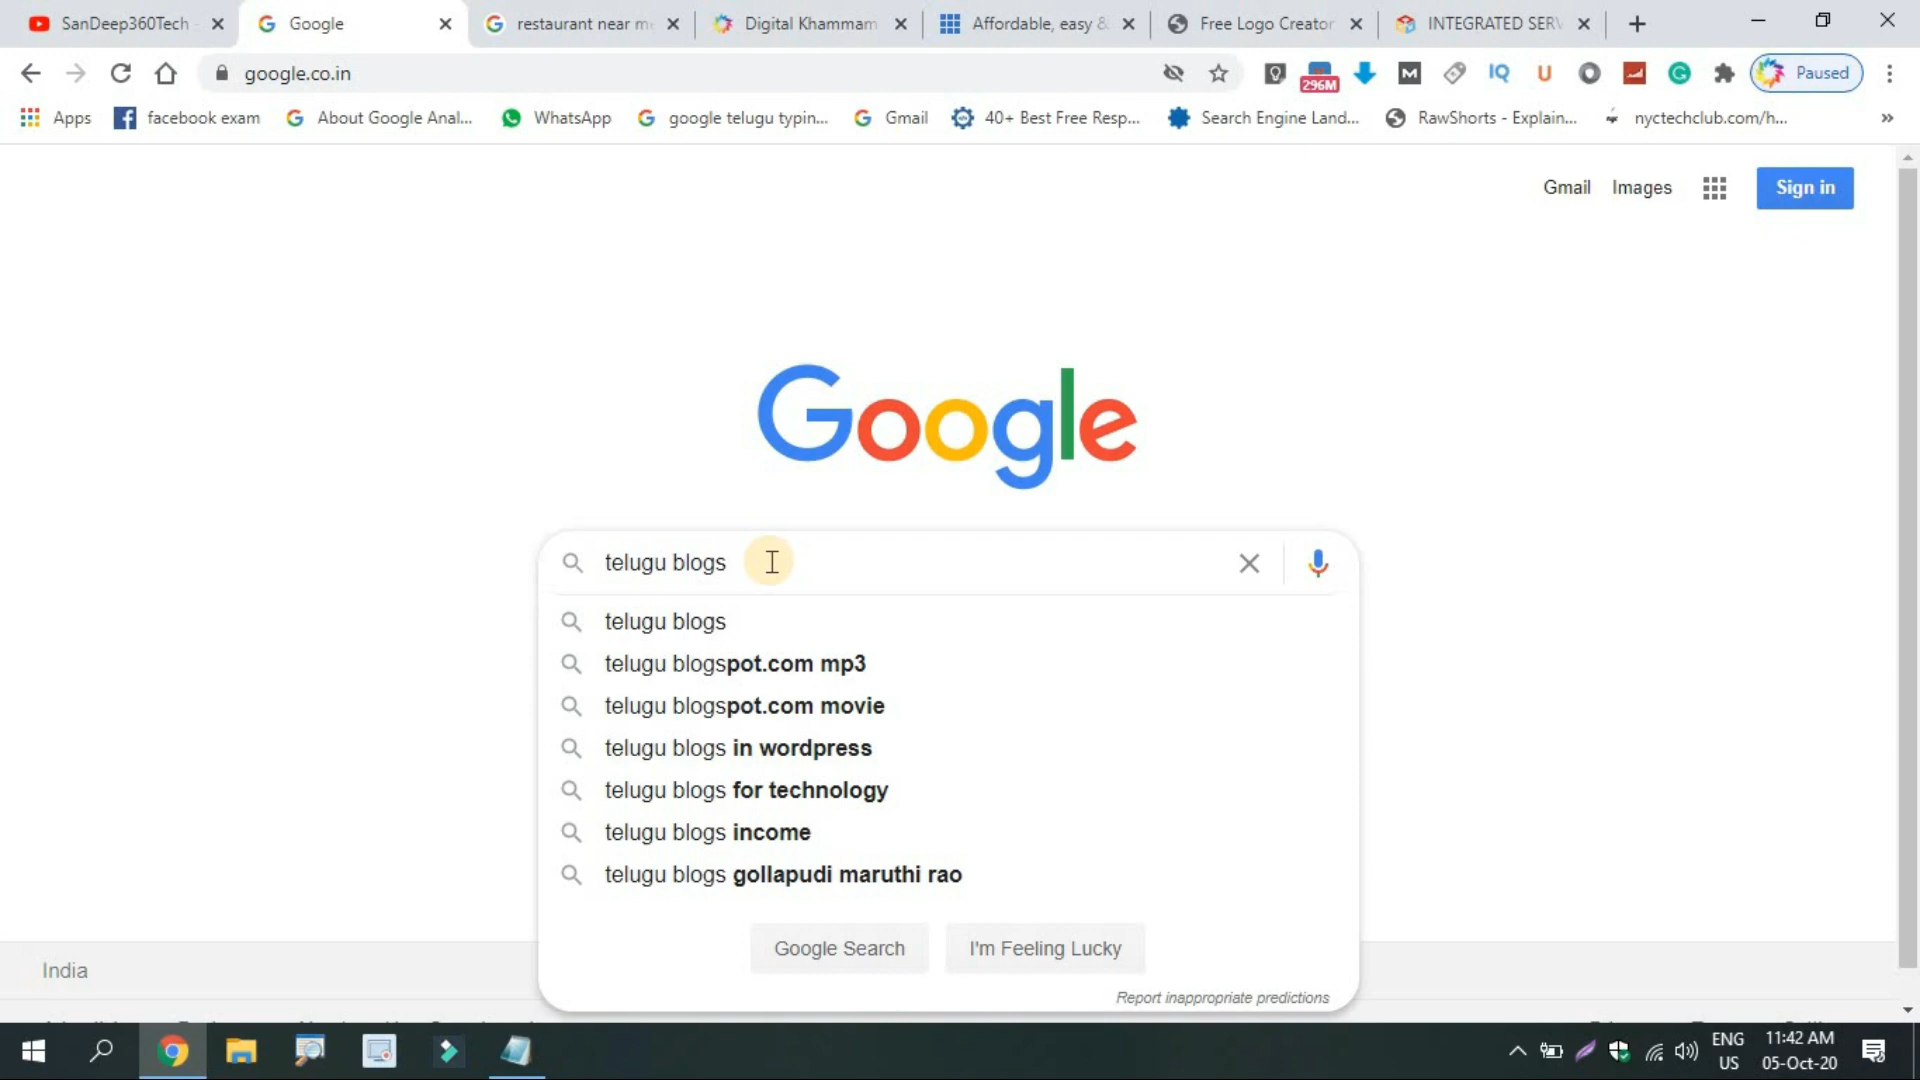 SanDeep360Tech -
Google
restaurant near m
Digital Khammam
Affordable, easy &
Free Logo Creator
INTEGRATED SERV
google.co.in
296M
Paused
Apps
facebook exam
About Google Anal...
WhatsApp
google telugu typin...
Gmail
40+ Best Free Resp...
Search Engine Land...
RawShorts - Explain...
nyctechclub.com/h...
Gmail
Images
Sign in
Google
telugu blogs
telugu blogs
telugu blogspot.com mp3
telugu blogspot.com movie
telugu blogs in wordpress
telugu blogs for technology
telugu blogs income
telugu blogs gollapudi maruthi rao
Google Search
I'm Feeling Lucky
Report inappropriate predictions
India
ENG
US
11:42 AM
05-Oct-20